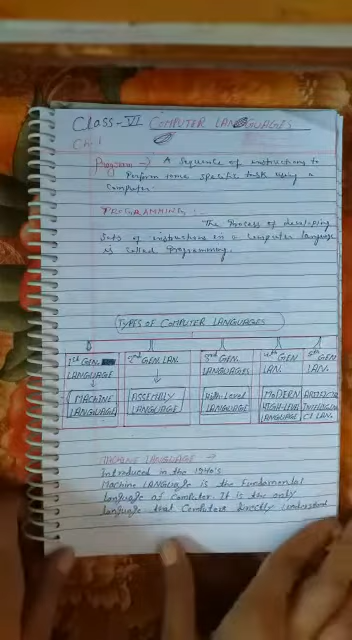 Class-VI COMPUTER LANGUAGES
Ch-1
Program → A Sequence of instructions to
Perform some specific task using a
Computer.
PROGRAMMING :-
The Process of developing
Sets of instructions in a Computer language
is called Programming.
TYPES OF COMPUTER LANGUAGES
1st GEN. LANGUAGE 2nd GEN. LAN. 3rd GEN. LANGUAGES 4th GEN LAN. 5th GEN LAN.
MACHINE LANGUAGE ASSEMBLY LANGUAGE High-Level LANGUAGE MODERN HIGH-LEVEL LANGUAGE LAN.
MACHINE LANGUAGE →
Introduced in the 1940's
Machine LANGUAGE is the Fundamental
language of Computer. It is the only
language that Computers directly understand